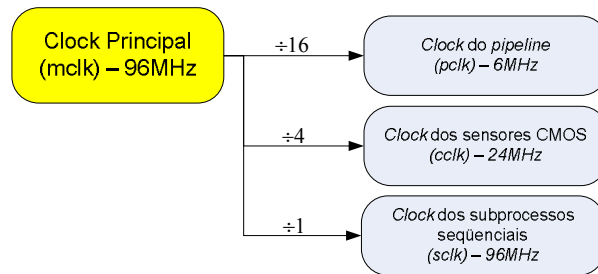 Clock Principal
(mclk) – 96MHz
÷16
Clock do pipeline
(pclk) – 6MHz
÷4
Clock dos sensores CMOS
(cclk) – 24MHz
÷1
Clock dos subprocessos
seqüenciais
(sclk) – 96MHz